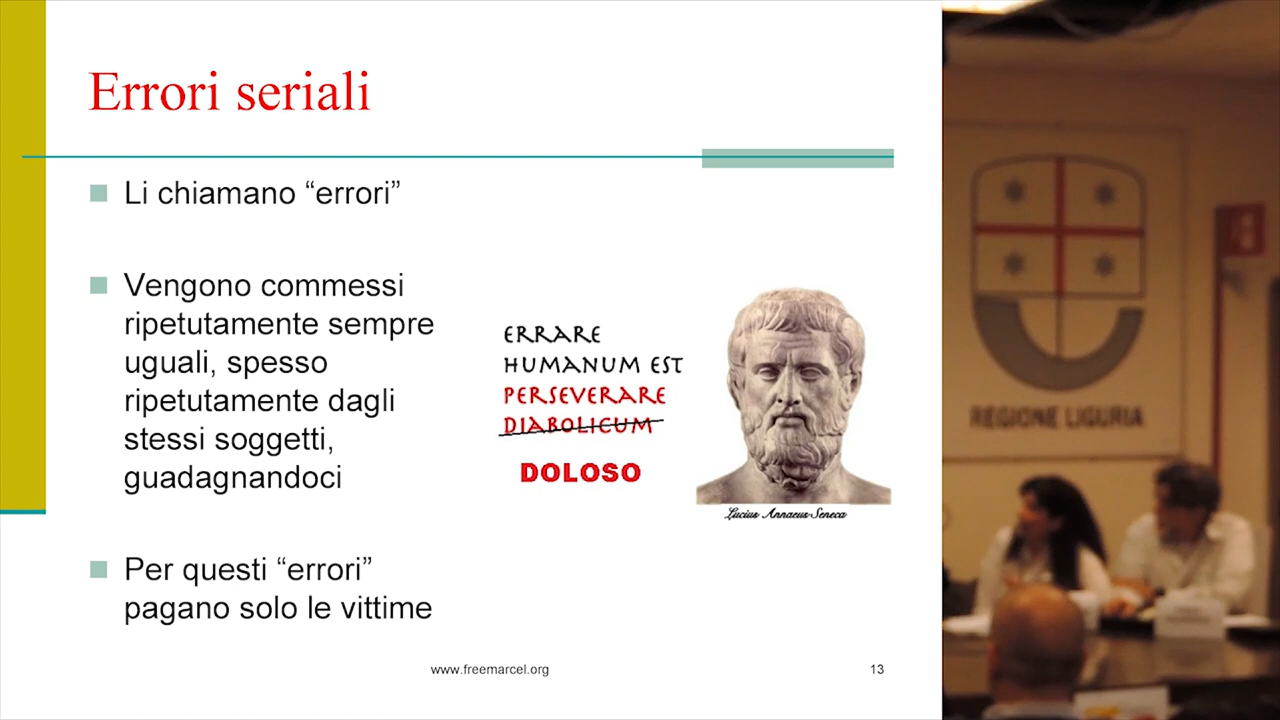 Errori seriali
Li chiamano “errori”
Vengono commessi
ripetutamente sempre
uguali, spesso
ripetutamente dagli
stessi soggetti,
guadagnandoci
Per questi “errori”
pagano solo le vittime
ERRARE
HUMANUM EST
PERSEVERARE
DIABOLICUM
DOLOSO
Lucius Annaeus Seneca
www.freemarcel.org
13
REGIONE LIGURIA